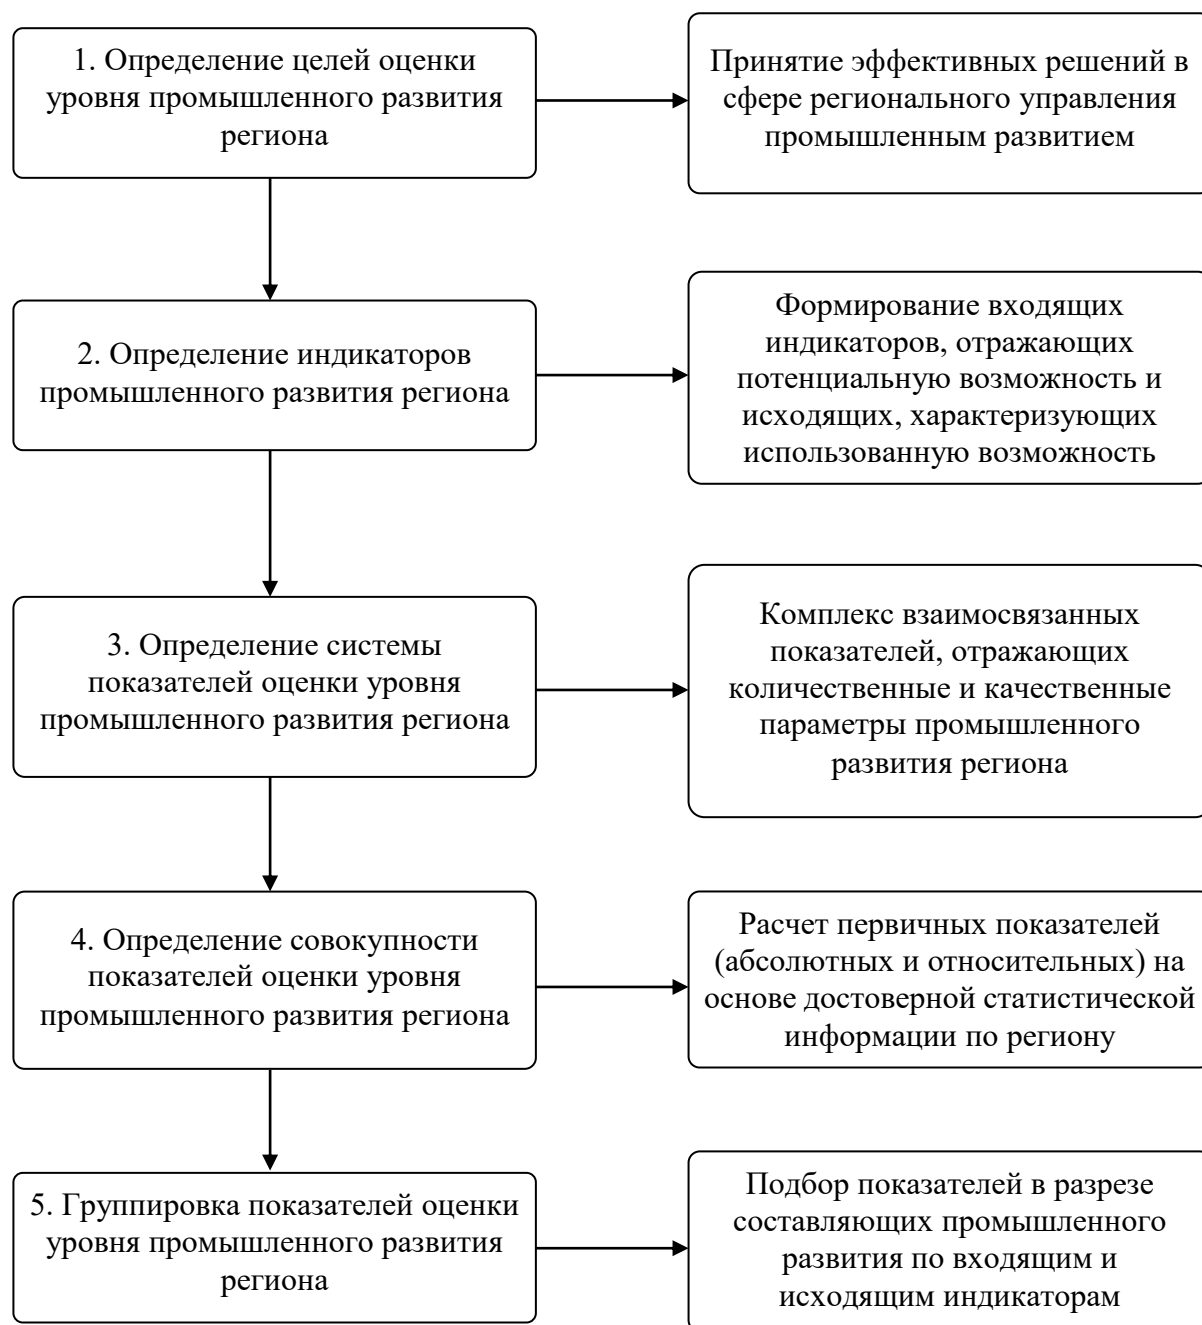 1. Определение целей оценки
уровня промышленного развития
региона
Принятие эффективных решений в
сфере регионального управления
промышленным развитием
2. Определение индикаторов
промышленного развития региона
Формирование входящих
индикаторов, отражающих
потенциальную возможность и
исходящих, характеризующих
использованную возможность
3. Определение системы
показателей оценки уровня
промышленного развития региона
Комплекс взаимосвязанных
показателей, отражающих
количественные и качественные
параметры промышленного
развития региона
4. Определение совокупности
показателей оценки уровня
промышленного развития региона
Расчет первичных показателей
(абсолютных и относительных) на
основе достоверной статистической
информации по региону
5. Группировка показателей оценки
уровня промышленного развития
региона
Подбор показателей в разрезе
составляющих промышленного
развития по входящим и
исходящим индикаторам